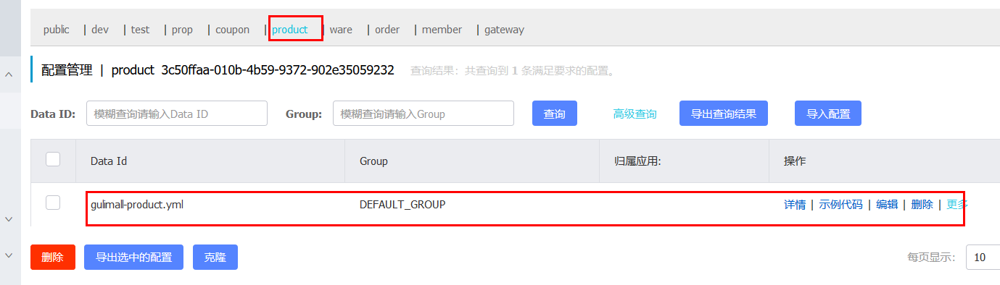 public | dev | test | prop | coupon | product | ware | order | member | gateway
配置管理 | product 3c50ffaa-010b-4b59-9372-902e35059232 查询结果：共查询到 1 条满足要求的配置。
Data ID: 模糊查询请输入Data ID Group: 模糊查询请输入Group 查询 高级查询 导出查询结果 导入配置
Data Id Group 归属应用: 操作
gulimall-product.yml DEFAULT_GROUP 详情 | 示例代码 | 编辑 | 删除 | 更多
删除 导出选中的配置 克隆 每页显示: 10